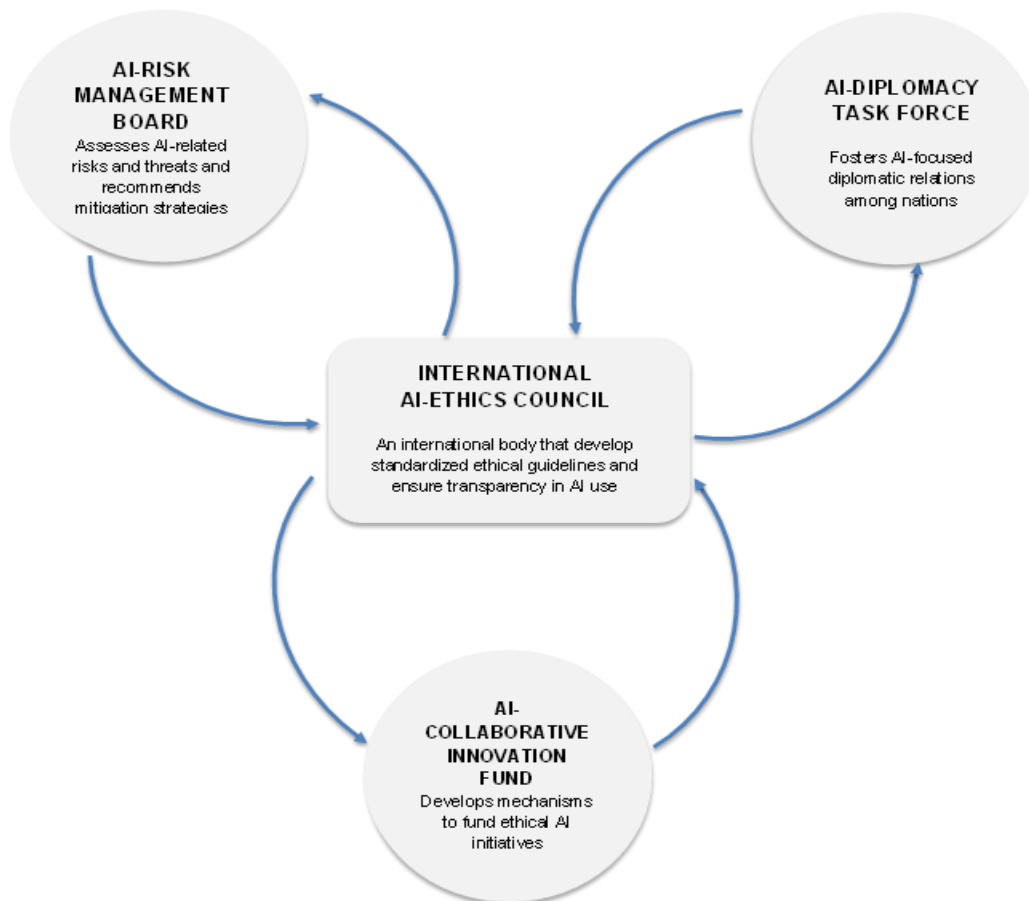 AI-RISK
MANAGEMENT
BOARD
Assesses AI-related
risks and threats and
recommends
mitigation strategies
AI-DIPLOMACY
TASK FORCE
Fosters AI-focused
diplomatic relations
among nations
INTERNATIONAL
AI-ETHICS COUNCIL
An international body that develop
standardized ethical guidelines and
ensure transparency in AI use
AI-
COLLABORATIVE
INNOVATION
FUND
Develops mechanisms
to fund ethical AI
initiatives